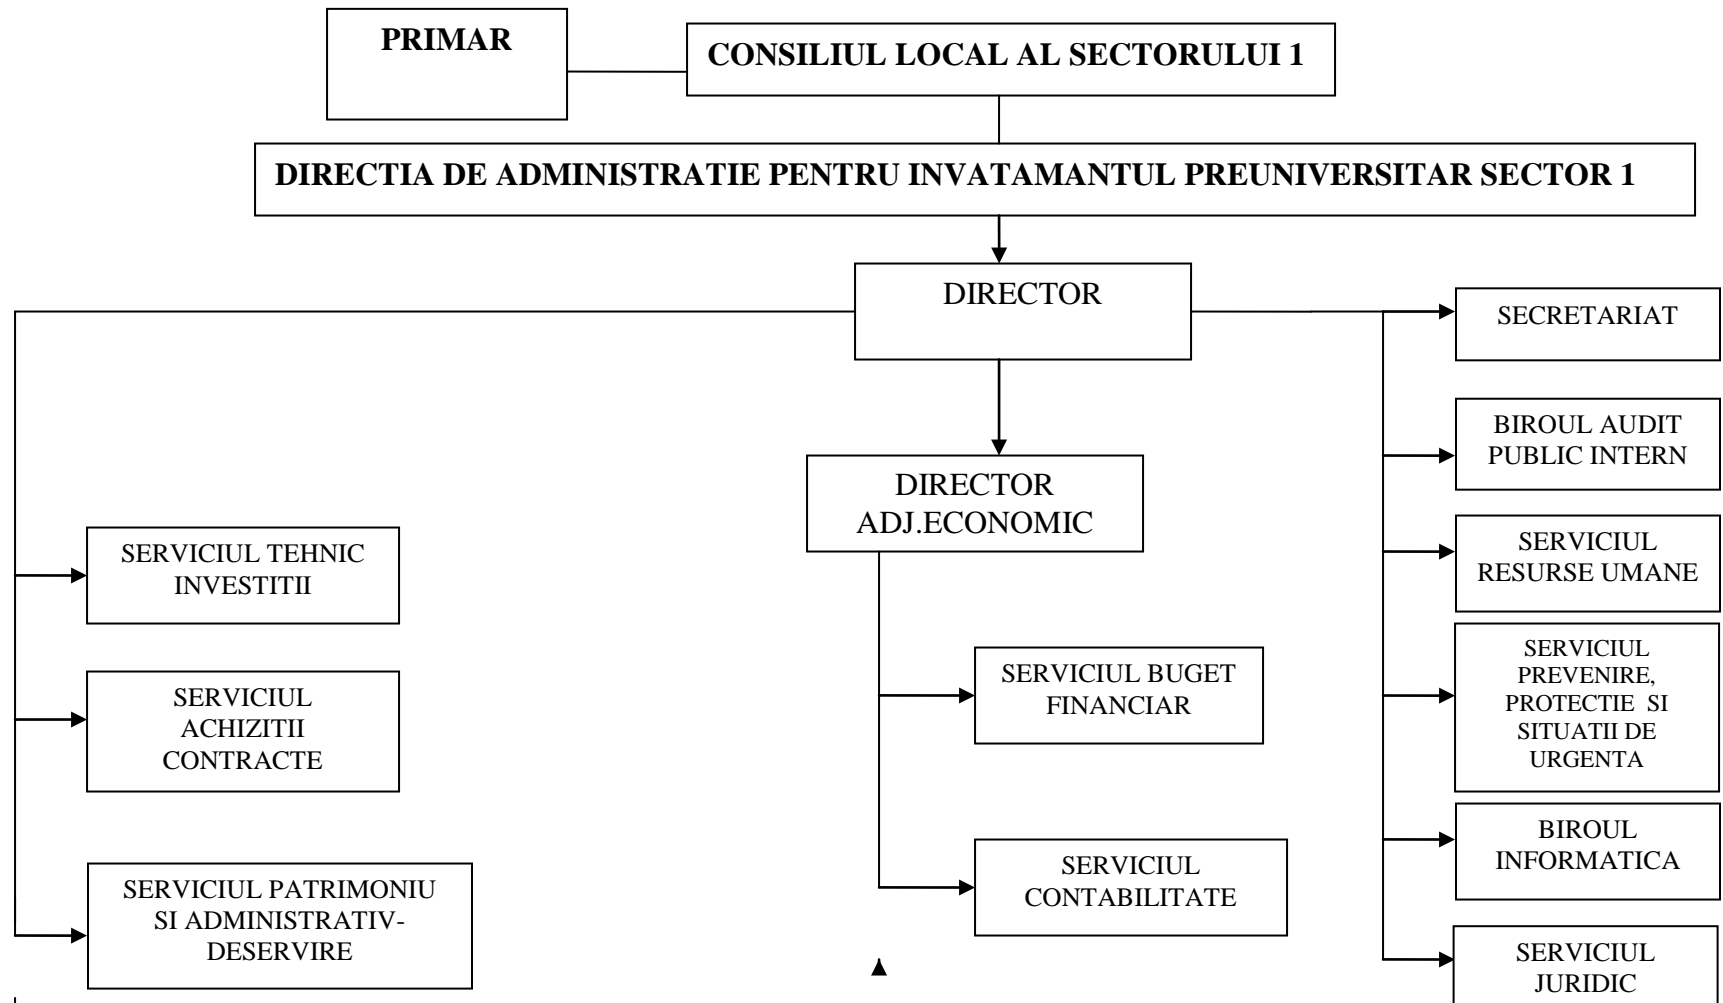 PRIMAR
CONSILIUL LOCAL AL SECTORULUI 1
DIRECTIA DE ADMINISTRATIE PENTRU INVATAMANTUL PREUNIVERSITAR SECTOR 1
DIRECTOR
SECRETARIAT
BIROUL AUDIT
PUBLIC INTERN
DIRECTOR
ADJ.ECONOMIC
SERVICIUL TEHNIC
INVESTITII
SERVICIUL
RESURSE UMANE
SERVICIUL
ACHIZITII
CONTRACTE
SERVICIUL BUGET
FINANCIAR
SERVICIUL
PREVENIRE,
PROTECTIE SI
SITUATII DE
URGENTA
BIROUL
INFORMATICA
SERVICIUL PATRIMONIU
SI ADMINISTRATIV-
DESERVIRE
SERVICIUL
CONTABILITATE
SERVICIUL
JURIDIC